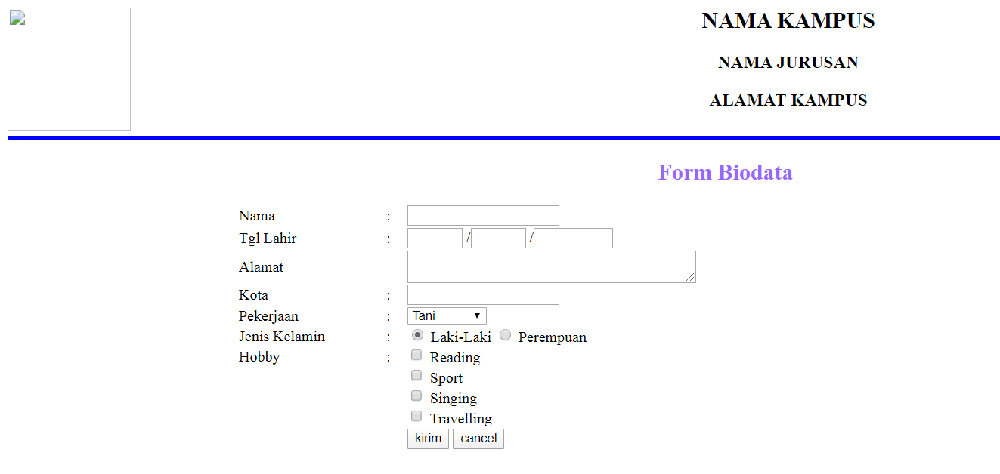 NAMA KAMPUS
NAMA JURUSAN
ALAMAT KAMPUS
Form Biodata
Nama :
Tgl Lahir : / /
Alamat
Kota :
Pekerjaan : Tani
Jenis Kelamin : Laki-Laki Perempuan
Hobby : Reading
Sport
Singing
Travelling
kirim cancel